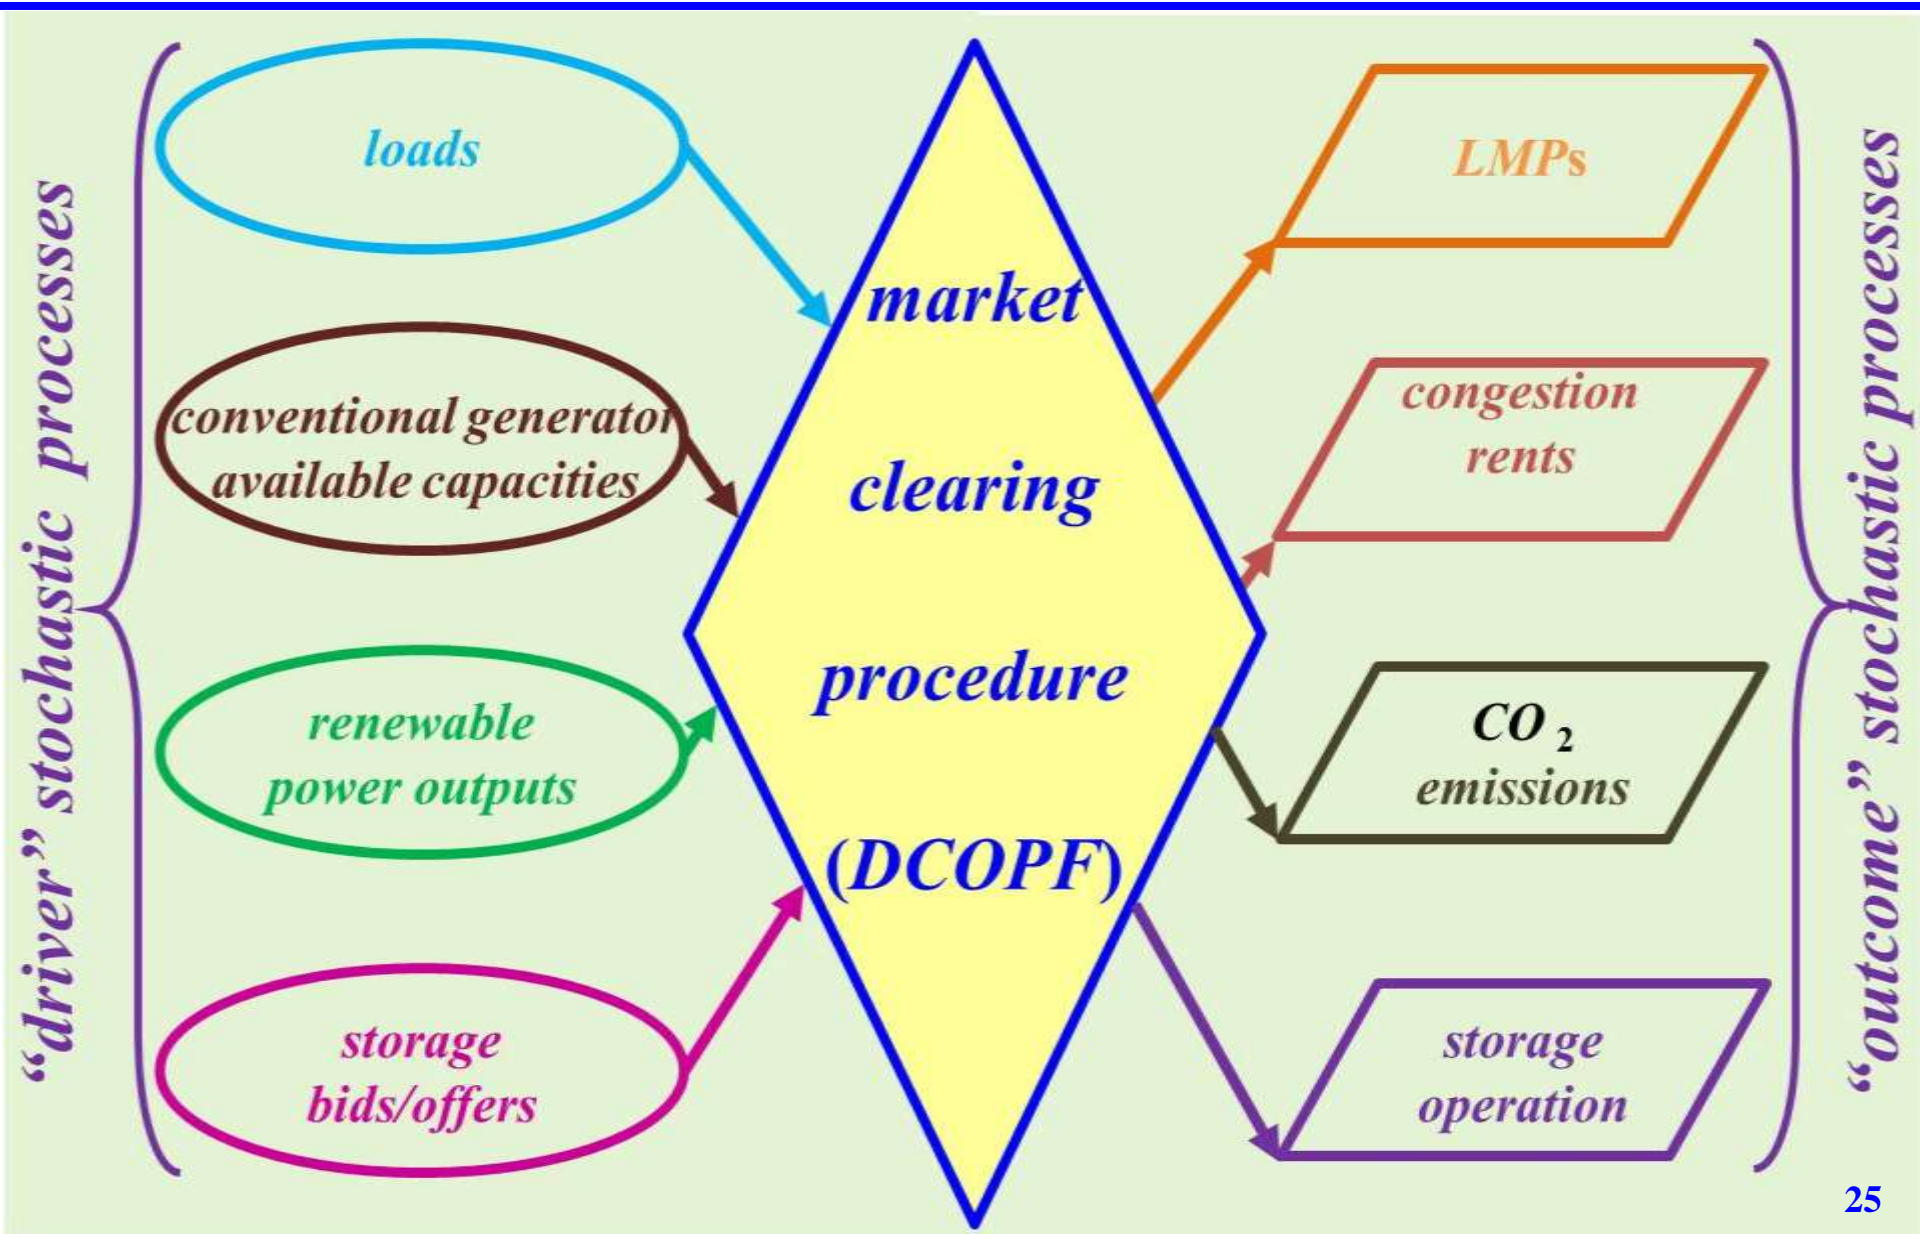 “driver” stochastic processes
loads
conventional generator
available capacities
renewable
power outputs
storage
bids/offers
market
clearing
procedure
(DCOPF)
LMPs
congestion
rents
CO 2
emissions
storage
operation
“outcome” stochastic processes
25